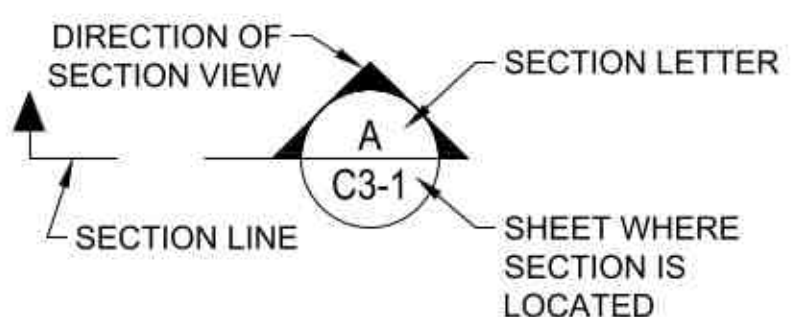 DIRECTION OF
SECTION VIEW
SECTION LETTER
A
C3-1
SECTION LINE
SHEET WHERE
SECTION IS
LOCATED